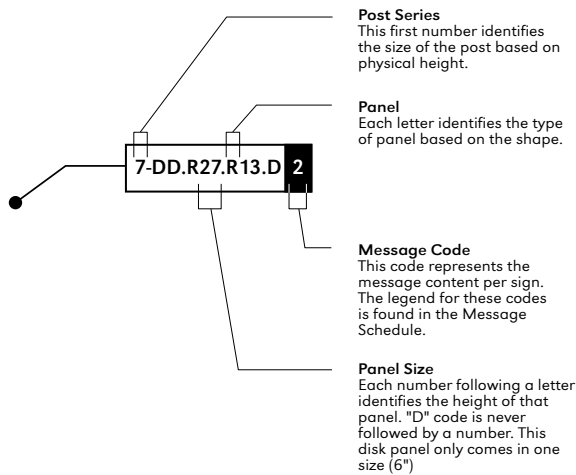 Post Series
This first number identifies
the size of the post based on
physical height.
Panel
Each letter identifies the type
of panel based on the shape.
7-DD.R27.R13.D 2
Message Code
This code represents the
message content per sign.
The legend for these codes
is found in the Message
Schedule.
Panel Size
Each number following a letter
identifies the height of that
panel. "D" code is never
followed by a number. This
disk panel only comes in one
size (6")